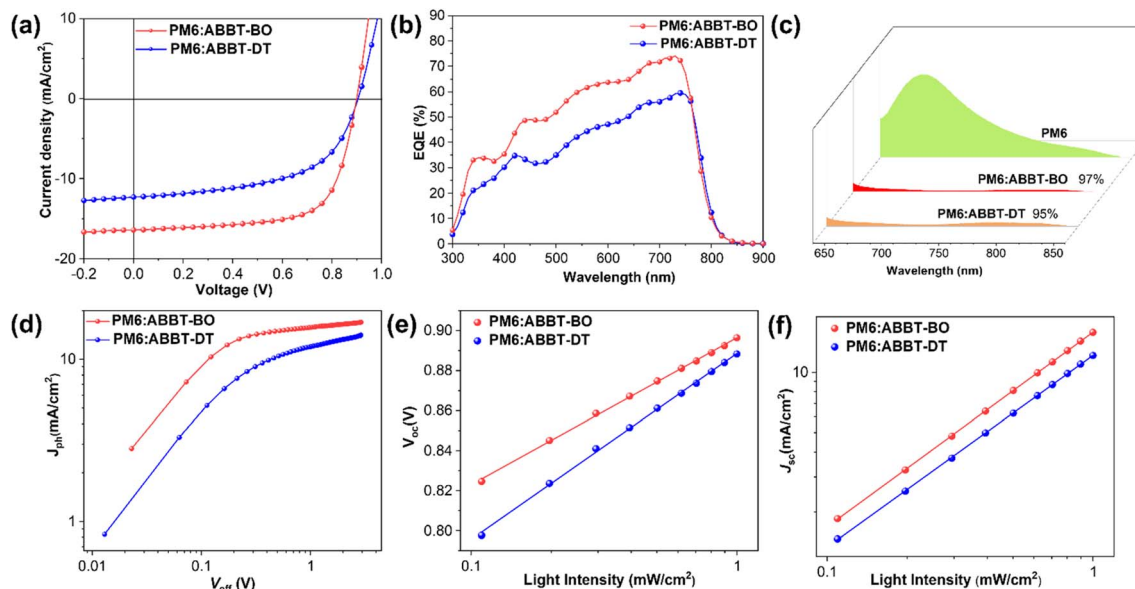 (a)
PM6:ABBT-BO
PM6:ABBT-DT
Current density (mA/cm²)
10
0
-10
-20
-0.2 0.0 0.2 0.4 0.6 0.8 1.0
Voltage (V)
(b)
PM6:ABBT-BO
PM6:ABBT-DT
EQE (%)
90
80
70
60
50
40
30
20
10
0
300 400 500 600 700 800 900
Wavelength (nm)
(c)
PM6
PM6:ABBT-BO 97%
PM6:ABBT-DT 95%
650 700 750 800 850
Wavelength (nm)
(d)
PM6:ABBT-BO
PM6:ABBT-DT
Jph(mA/cm²)
10
1
0.01 0.1 1
Veff (V)
(e)
PM6:ABBT-BO
PM6:ABBT-DT
Voc(V)
0.90
0.88
0.86
0.84
0.82
0.80
0.1 1
Light Intensity (mW/cm²)
(f)
PM6:ABBT-BO
PM6:ABBT-DT
Jsc(mA/cm²)
10
0.1 1
Light Intensity (mW/cm²)